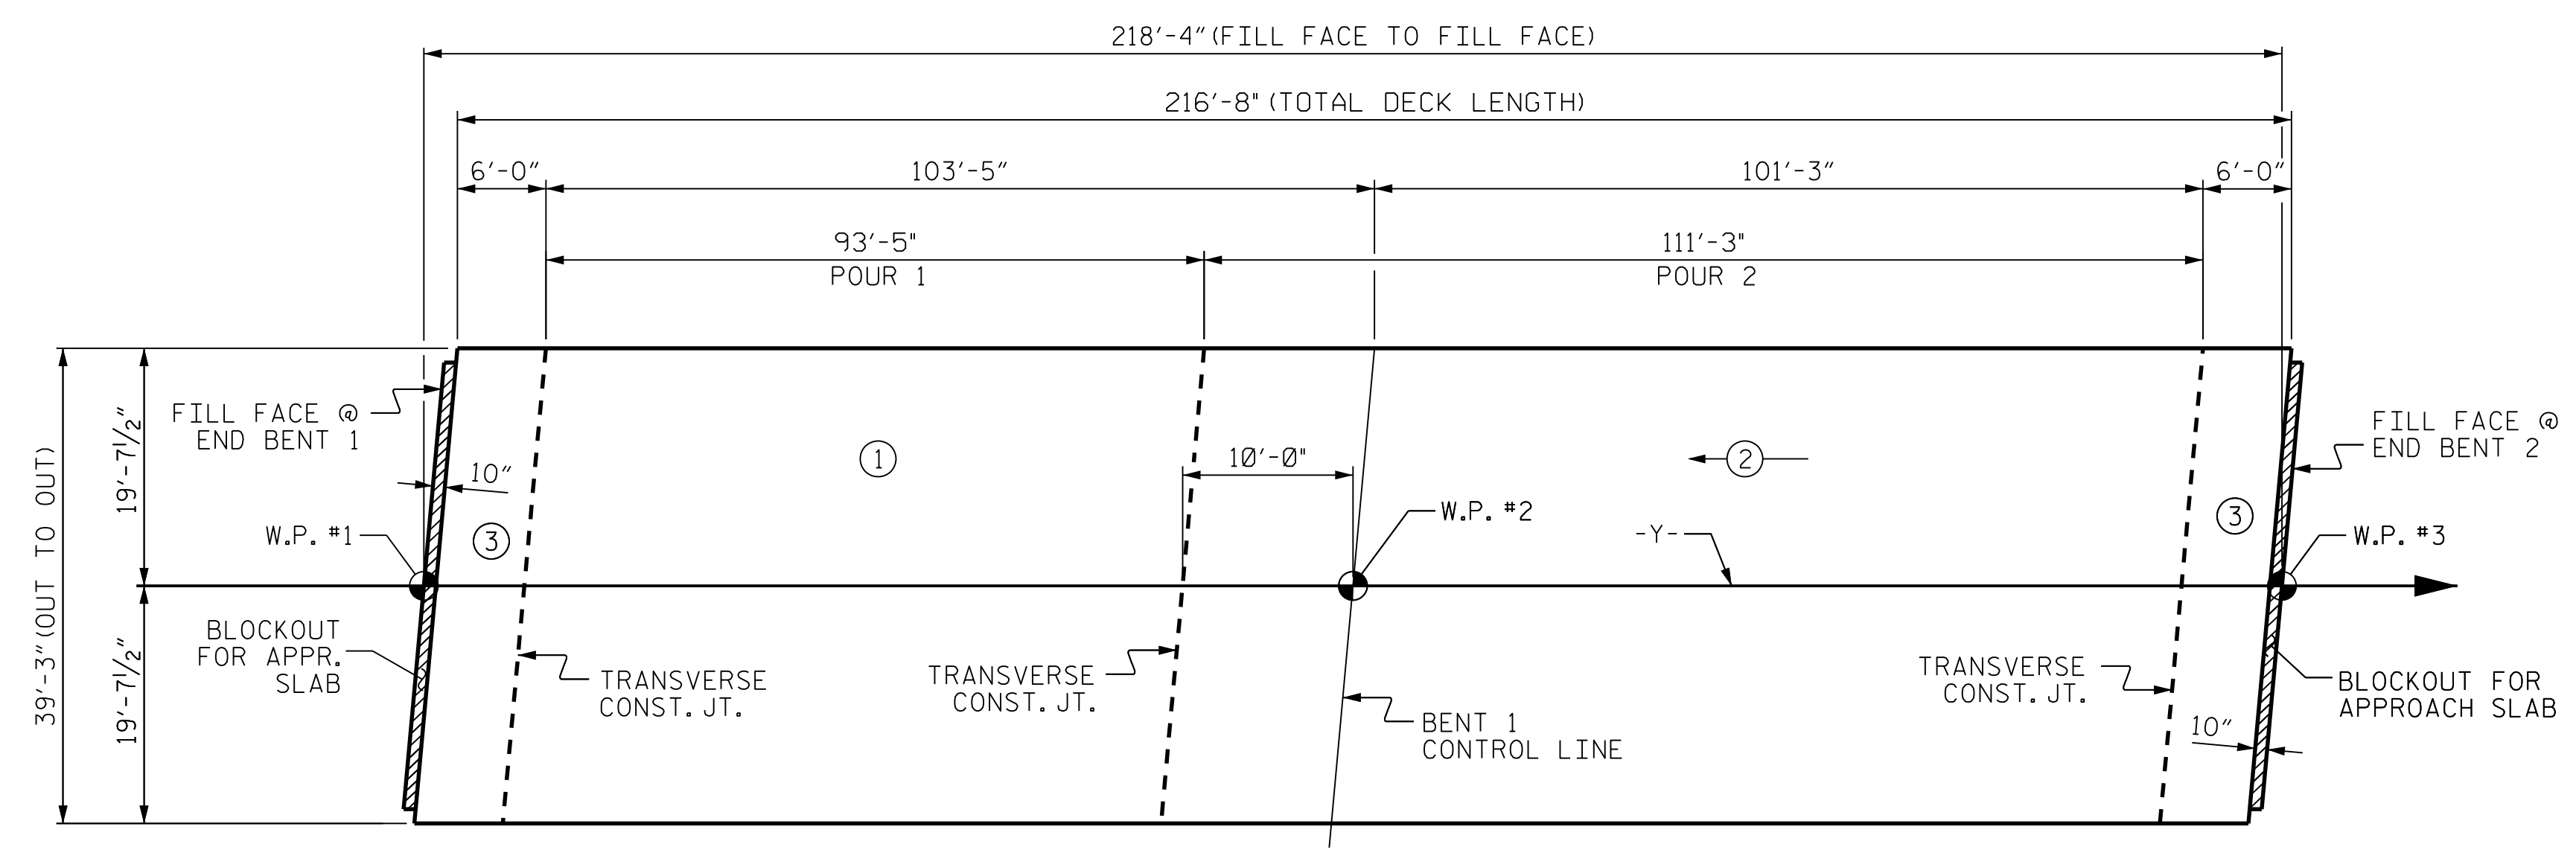 218'-4" (FILL FACE TO FILL FACE)
216'-8" (TOTAL DECK LENGTH)
6'-0"
103'-5"
101'-3"
6'-0"
93'-5"
POUR 1
111'-3"
POUR 2
39'-3" (OUT TO OUT)
19'-7 1/2"
19'-7 1/2"
FILL FACE @
END BENT 1
10"
W.P. #1
3
1
10'-0"
W.P. #2
2
-Y-
3
FILL FACE @
END BENT 2
W.P. #3
BLOCKOUT
FOR APPR.
SLAB
TRANSVERSE
CONST. JT.
TRANSVERSE
CONST. JT.
BENT 1
CONTROL LINE
TRANSVERSE
CONST. JT.
10"
BLOCKOUT FOR
APPROACH SLAB